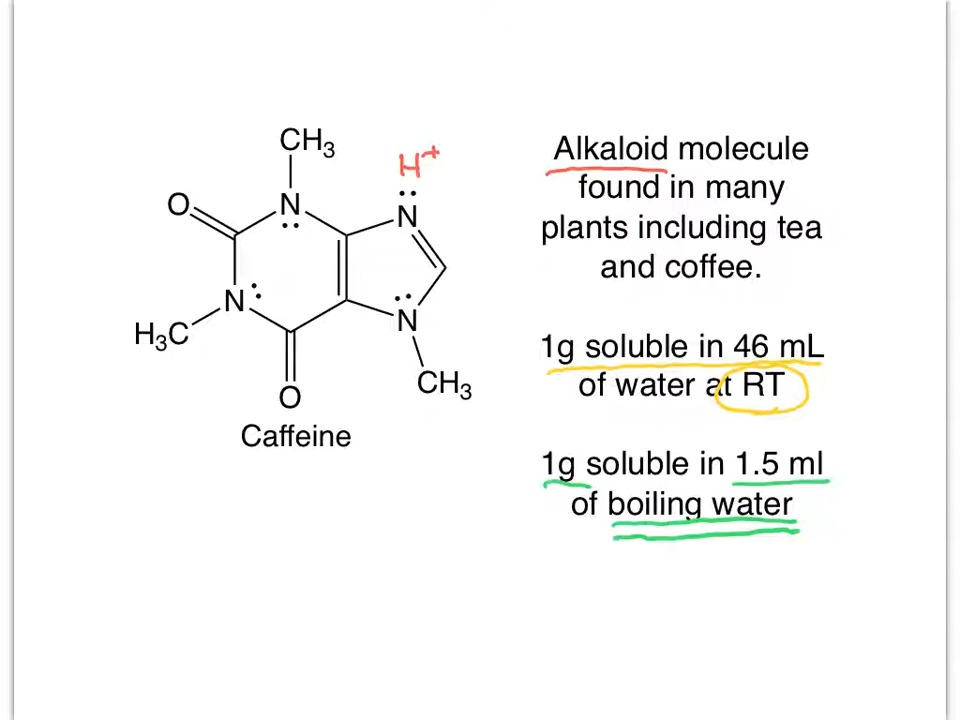 CH3
H+
O
N
N
N
H3C
N
CH3
O
Caffeine
Alkaloid molecule
found in many
plants including tea
and coffee.
1g soluble in 46 mL
of water at RT
1g soluble in 1.5 ml
of boiling water